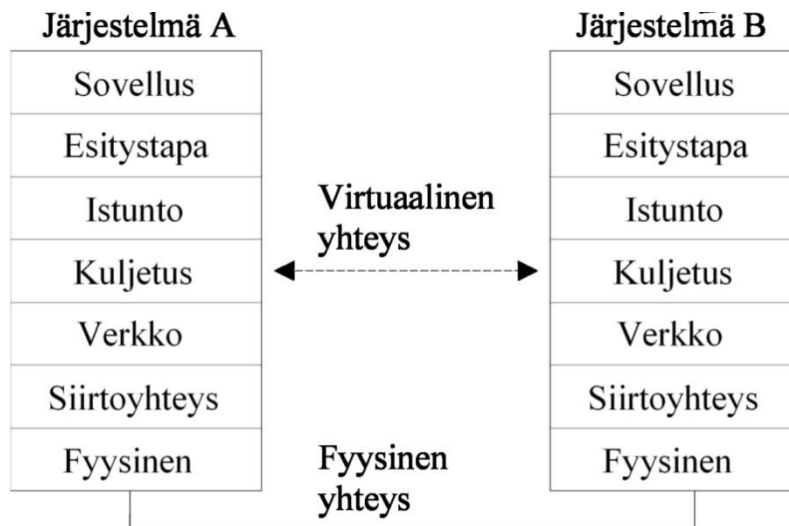 Järjestelmä A
Sovellus
Esitystapa
Istunto
Kuljetus
Verkko
Siirtoyhteys
Fyysinen
Virtuaalinen
yhteys
Fyysinen
yhteys
Järjestelmä B
Sovellus
Esitystapa
Istunto
Kuljetus
Verkko
Siirtoyhteys
Fyysinen